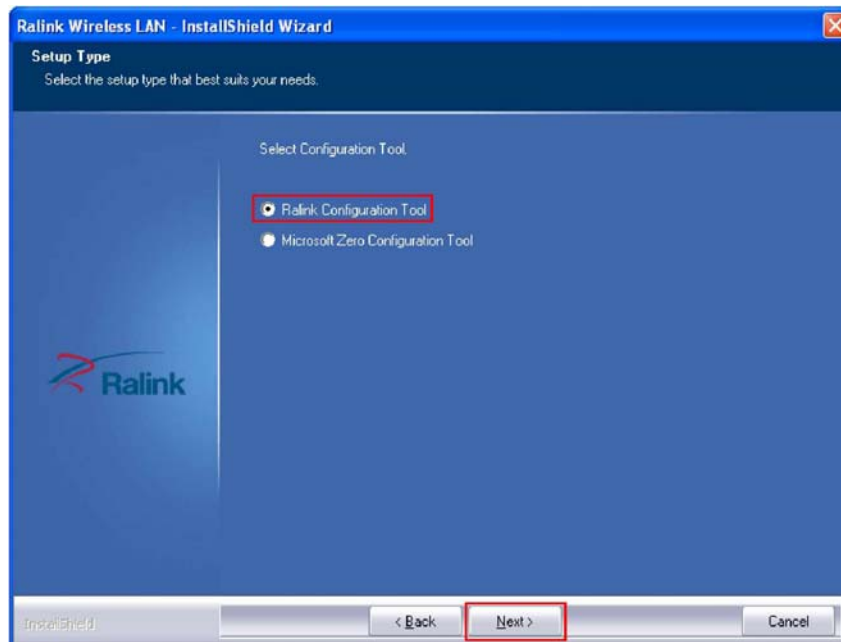 Ralink Wireless LAN - InstallShield Wizard
Setup Type
Select the setup type that best suits your needs.
Select Configuration Tool.
Ralink Configuration Tool
Microsoft Zero Configuration Tool
Ralink
InstallShield
< Back
Next >
Cancel